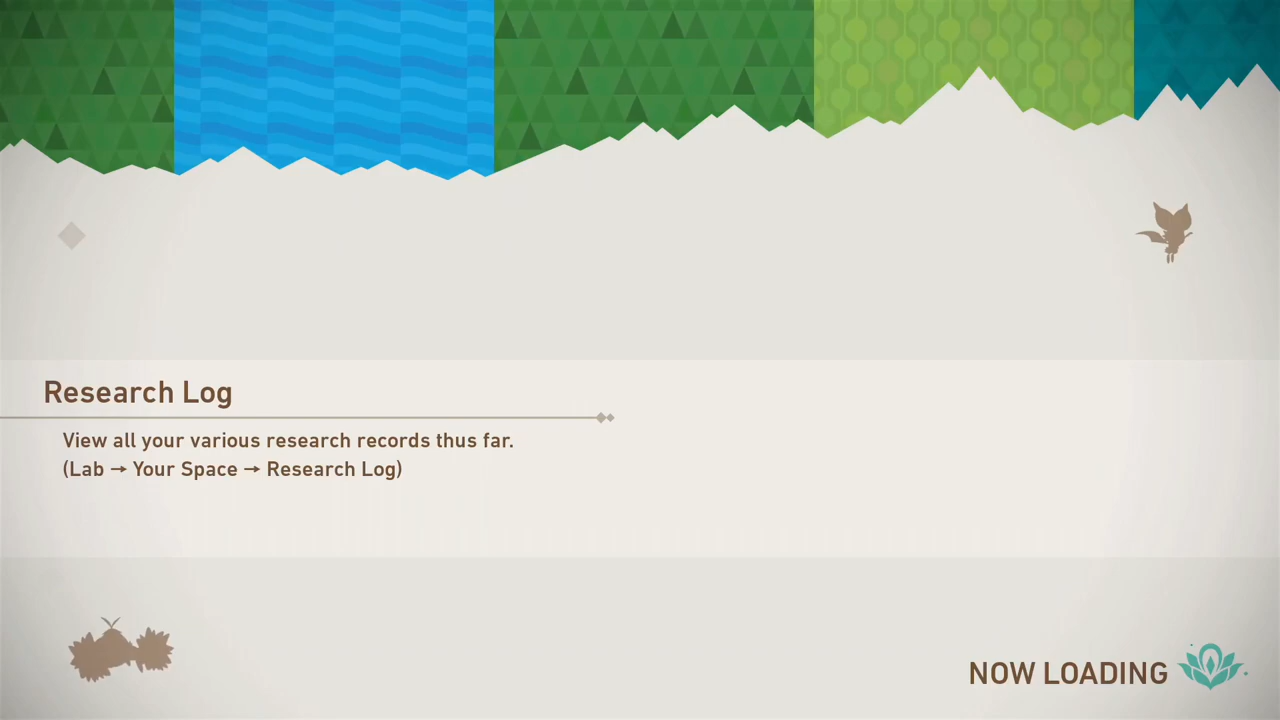 Research Log
View all your various research records thus far.
(Lab → Your Space → Research Log)
NOW LOADING